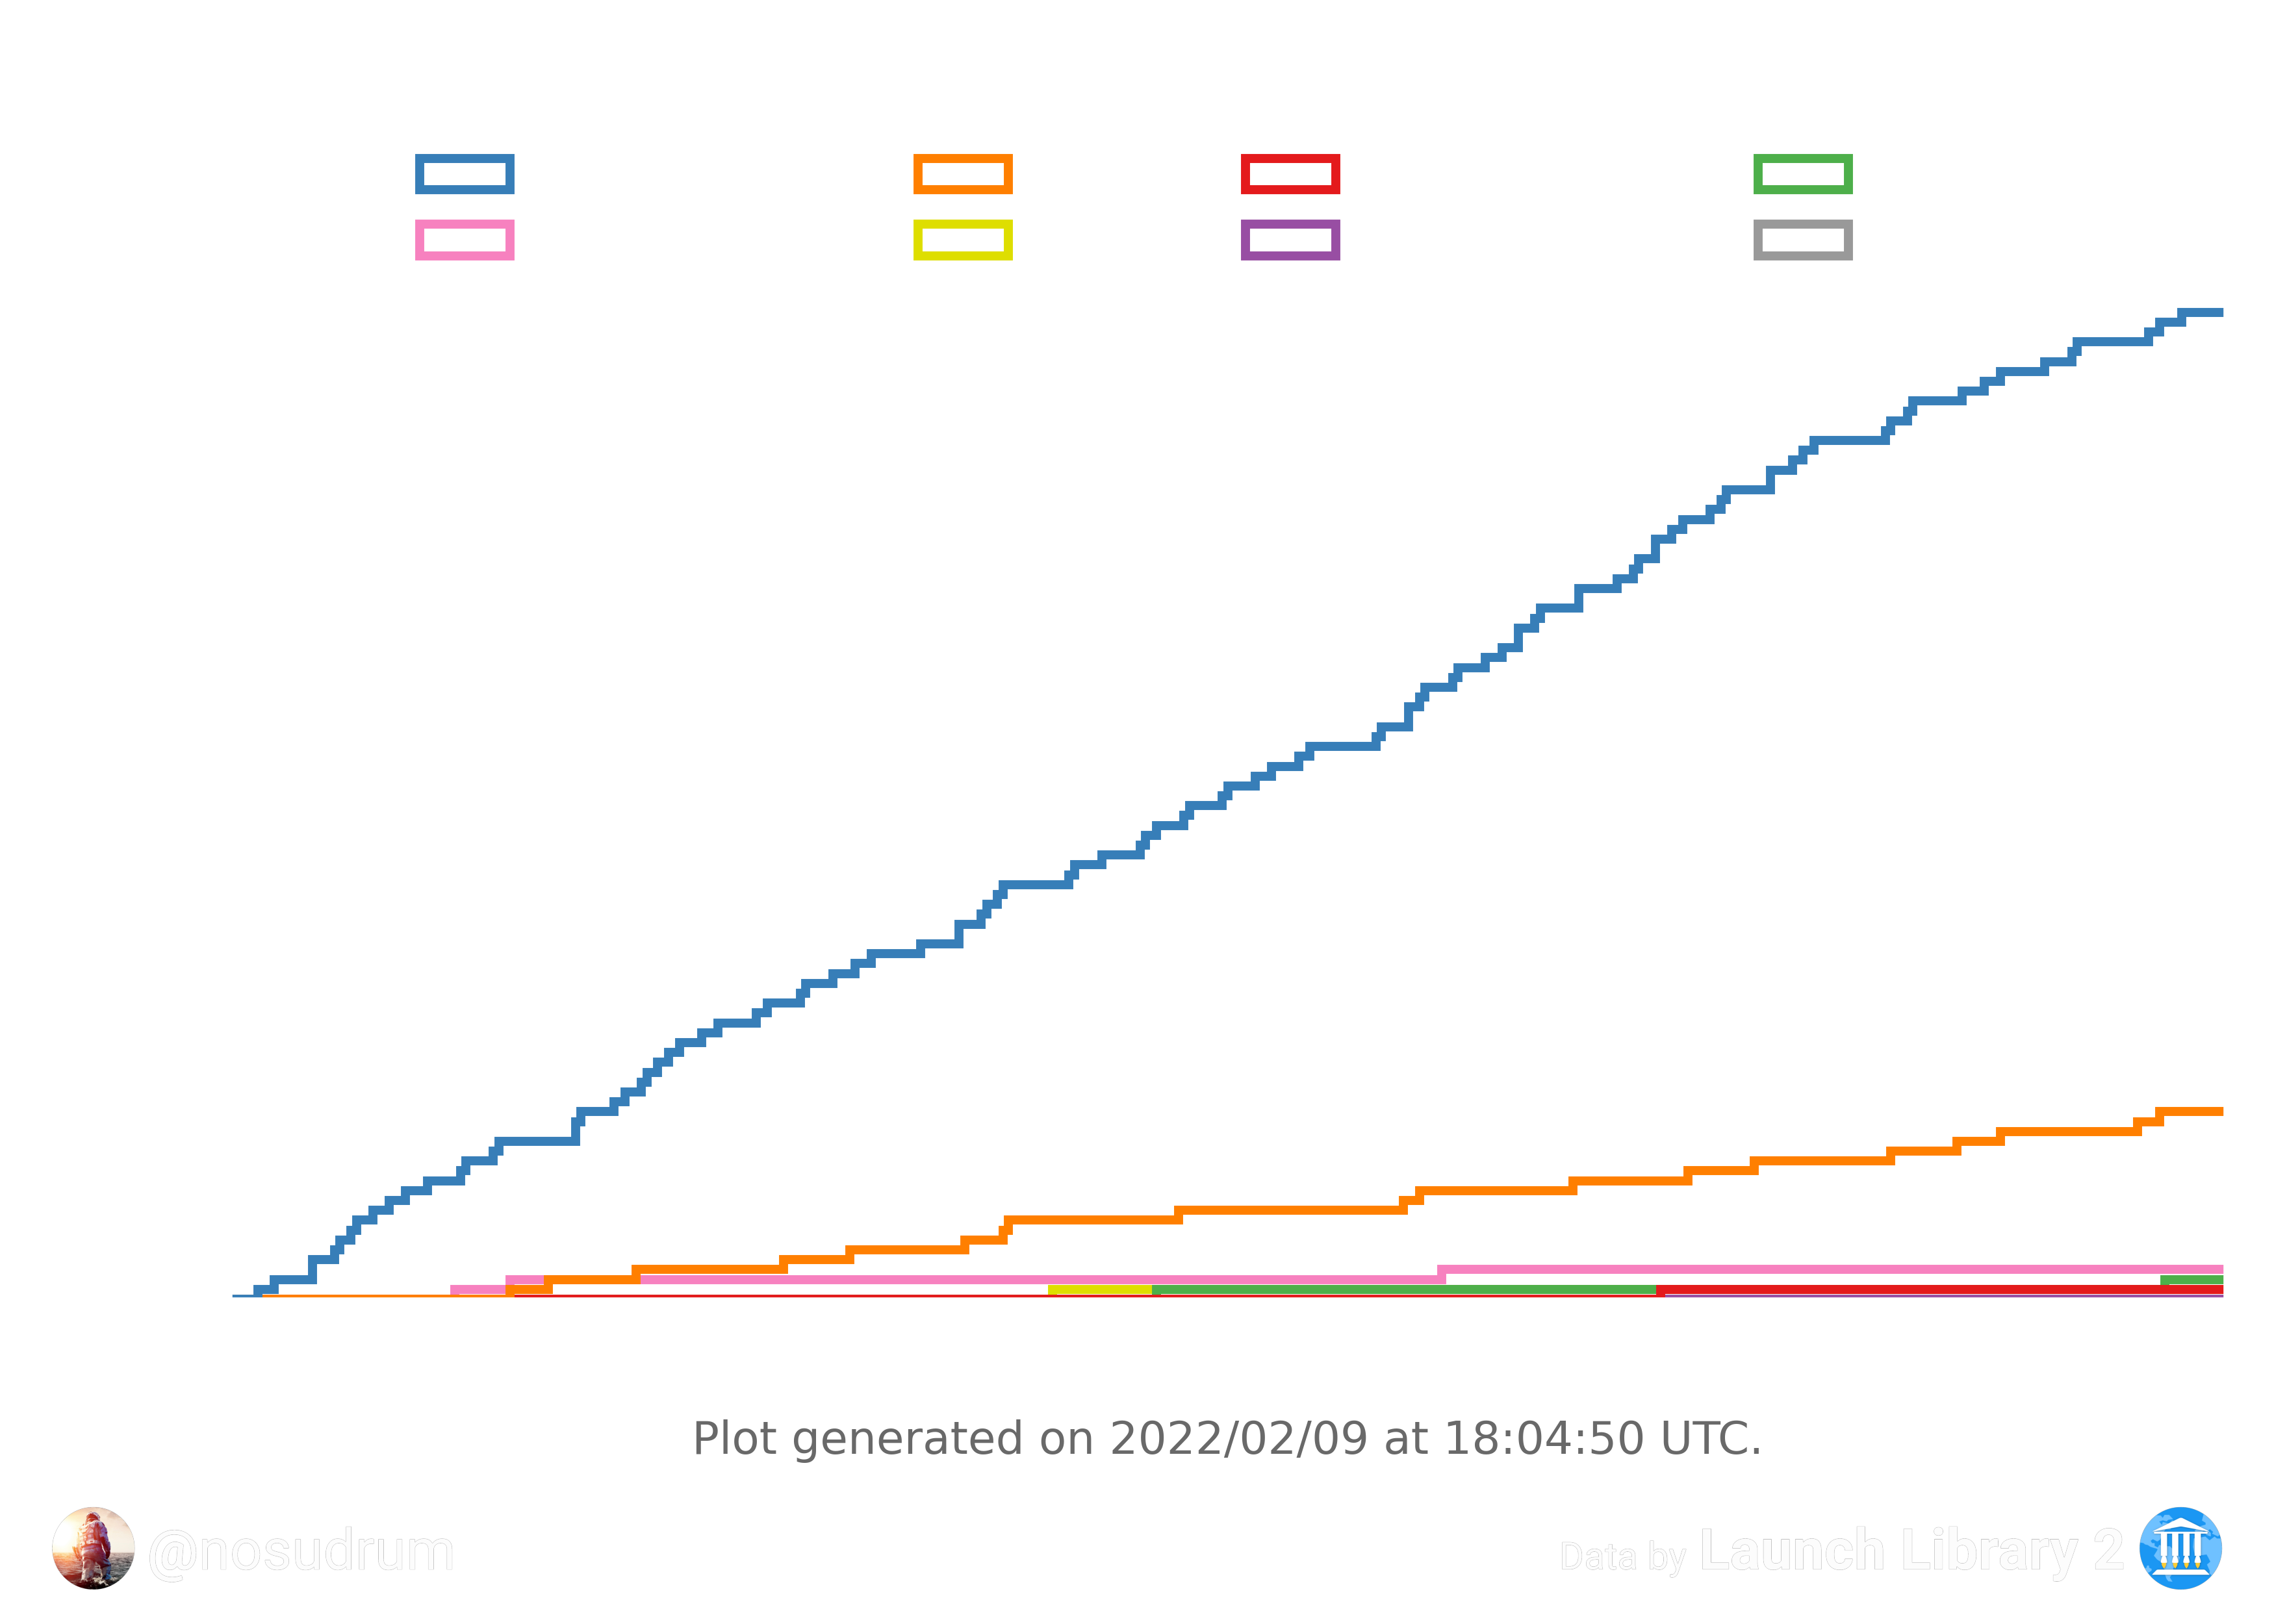 Plot generated on 2022/02/09 at 18:04:50 UTC.
@nosudrum
Data by Launch Library 2